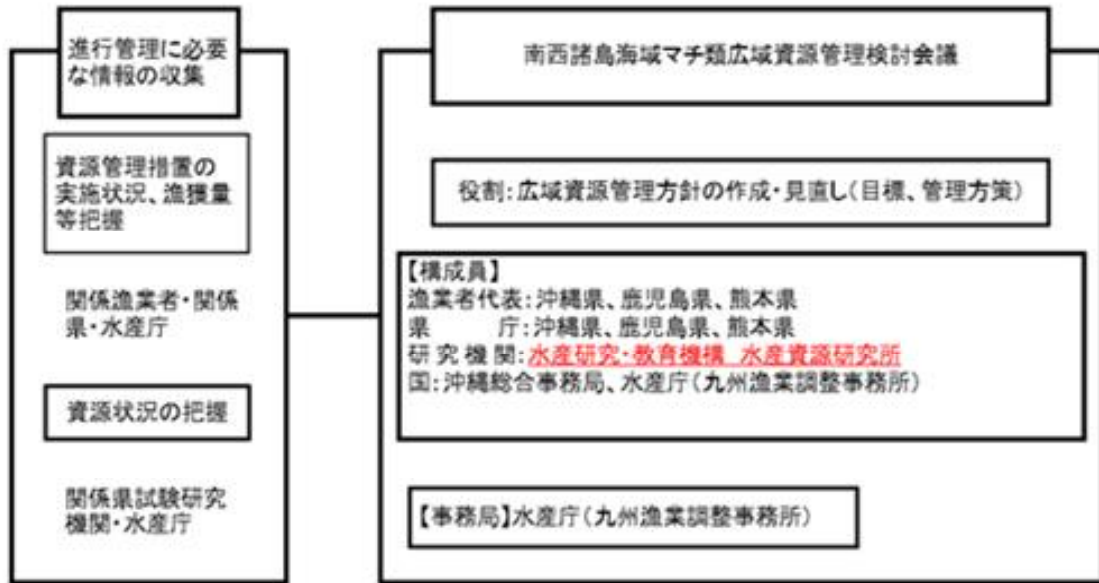 進行管理に必要
な情報の収集
資源管理措置の
実施状況、漁獲量
等把握
関係漁業者・関係
県・水産庁
資源状況の把握
関係県試験研究
機関・水産庁
南西諸島海域マチ類広域資源管理検討会議
役割:広域資源管理方針の作成・見直し(目標、管理方策)
【構成員】
漁業者代表:沖縄県、鹿児島県、熊本県
県　　　庁:沖縄県、鹿児島県、熊本県
研 究 機 関:水産研究・教育機構　水産資源研究所
国:沖縄総合事務局、水産庁(九州漁業調整事務所)
【事務局】水産庁(九州漁業調整事務所)